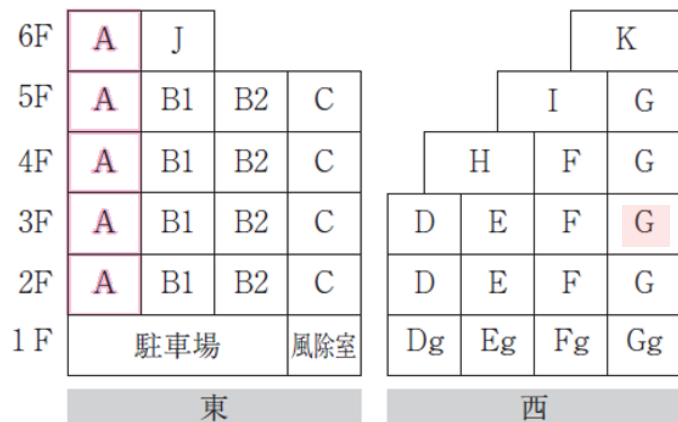 6F A J K
5F A B1 B2 C I G
4F A B1 B2 C H F G
3F A B1 B2 C D E F G
2F A B1 B2 C D E F G
1F 駐車場 風除室 Dg Eg Fg Gg
東 西